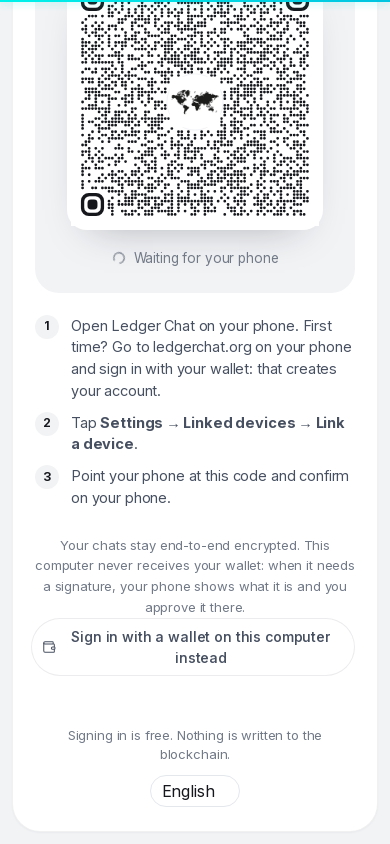 Waiting for your phone
1
Open Ledger Chat on your phone. First
time? Go to ledgerchat.org on your phone
and sign in with your wallet: that creates
your account.
2
Tap Settings → Linked devices → Link
a device.
3
Point your phone at this code and confirm
on your phone.
Your chats stay end-to-end encrypted. This
computer never receives your wallet: when it needs
a signature, your phone shows what it is and you
approve it there.
Sign in with a wallet on this computer
instead
Signing in is free. Nothing is written to the
blockchain.
English